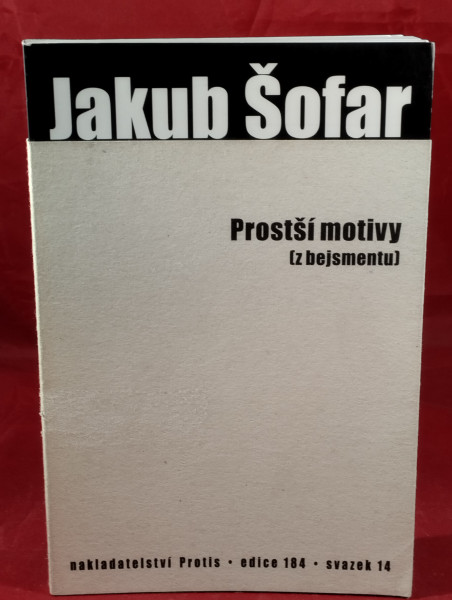 Jakub Šofar
Prostší motivy
(z bejsmentu)
nakladatelství Protis • edice 184 • svazek 14